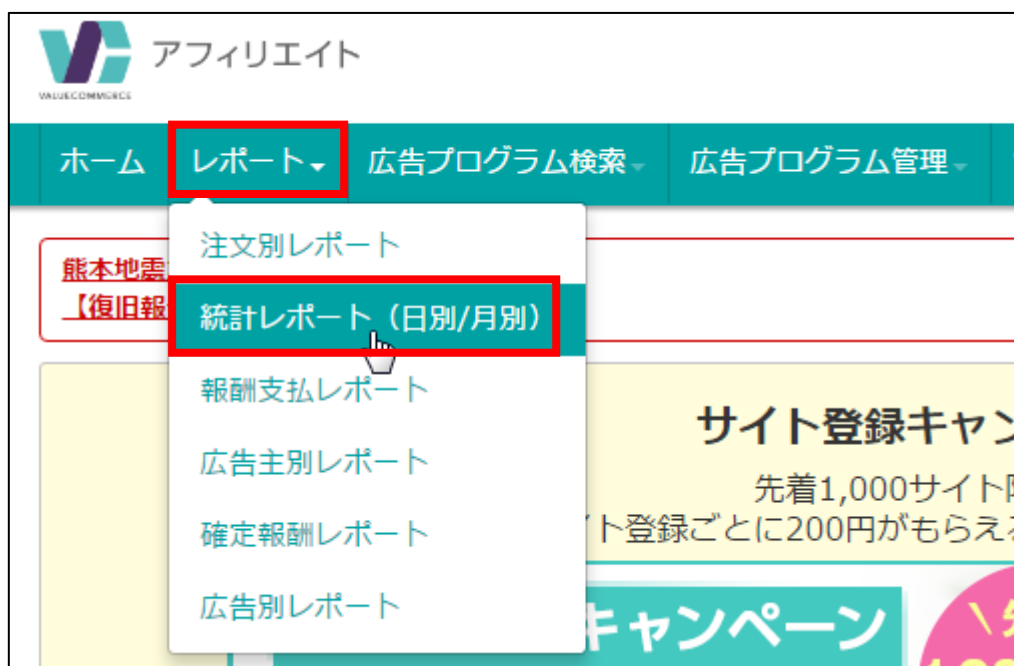 アフィリエイト
VALUECOMMERCE
ホーム レポート 広告プログラム検索 広告プログラム管理
注文別レポート
熊本地震
【復旧報
統計レポート（日別/月別）
報酬支払レポート
広告主別レポート
確定報酬レポート
広告別レポート
サイト登録キャン
先着1,000サイト
ト登録ごとに200円がもらえ
キャンペーン